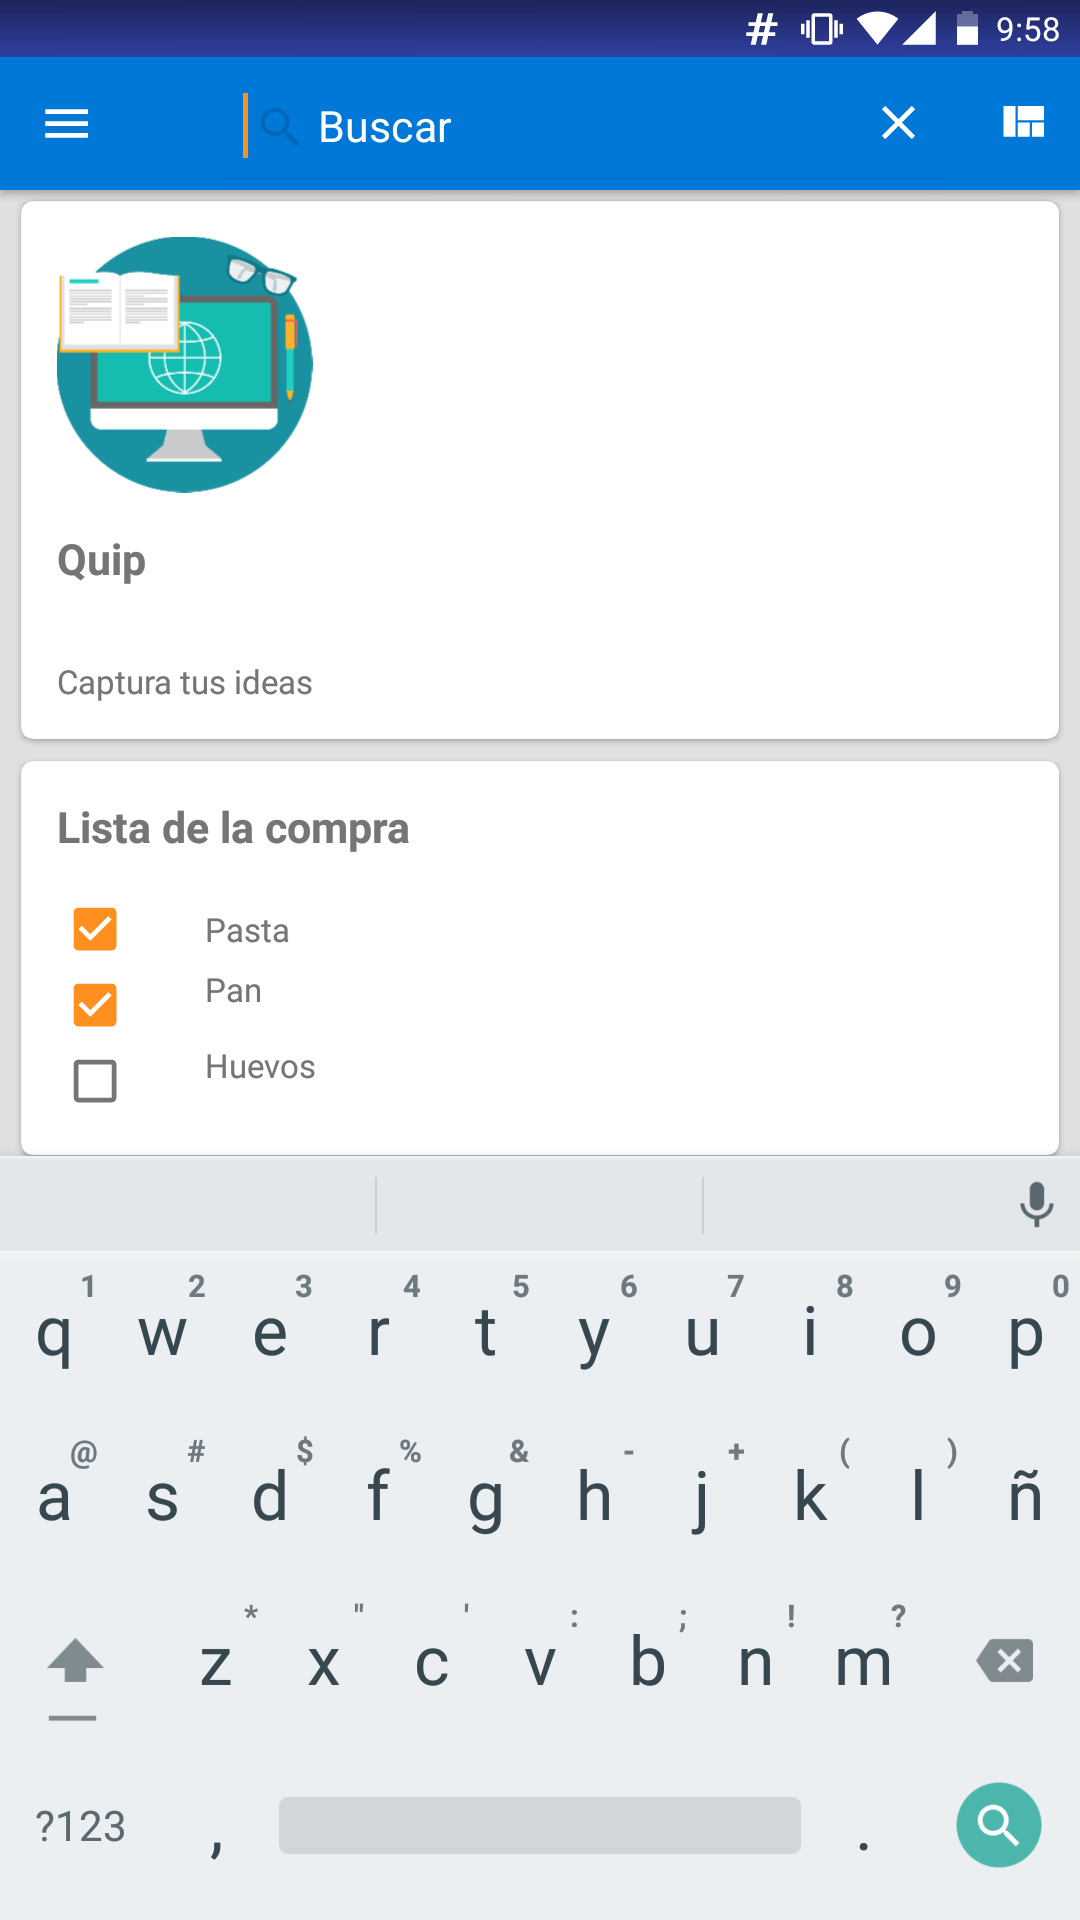 # 9:58
Buscar
Quip
Captura tus ideas
Lista de la compra
Pasta
Pan
Huevos
1 2 3 4 5 6 7 8 9 0
q w e r t y u i o p
@ # $ % & - + ( )
a s d f g h j k l ñ
* " ' : ; ! ?
z x c v b n m
?123 , .